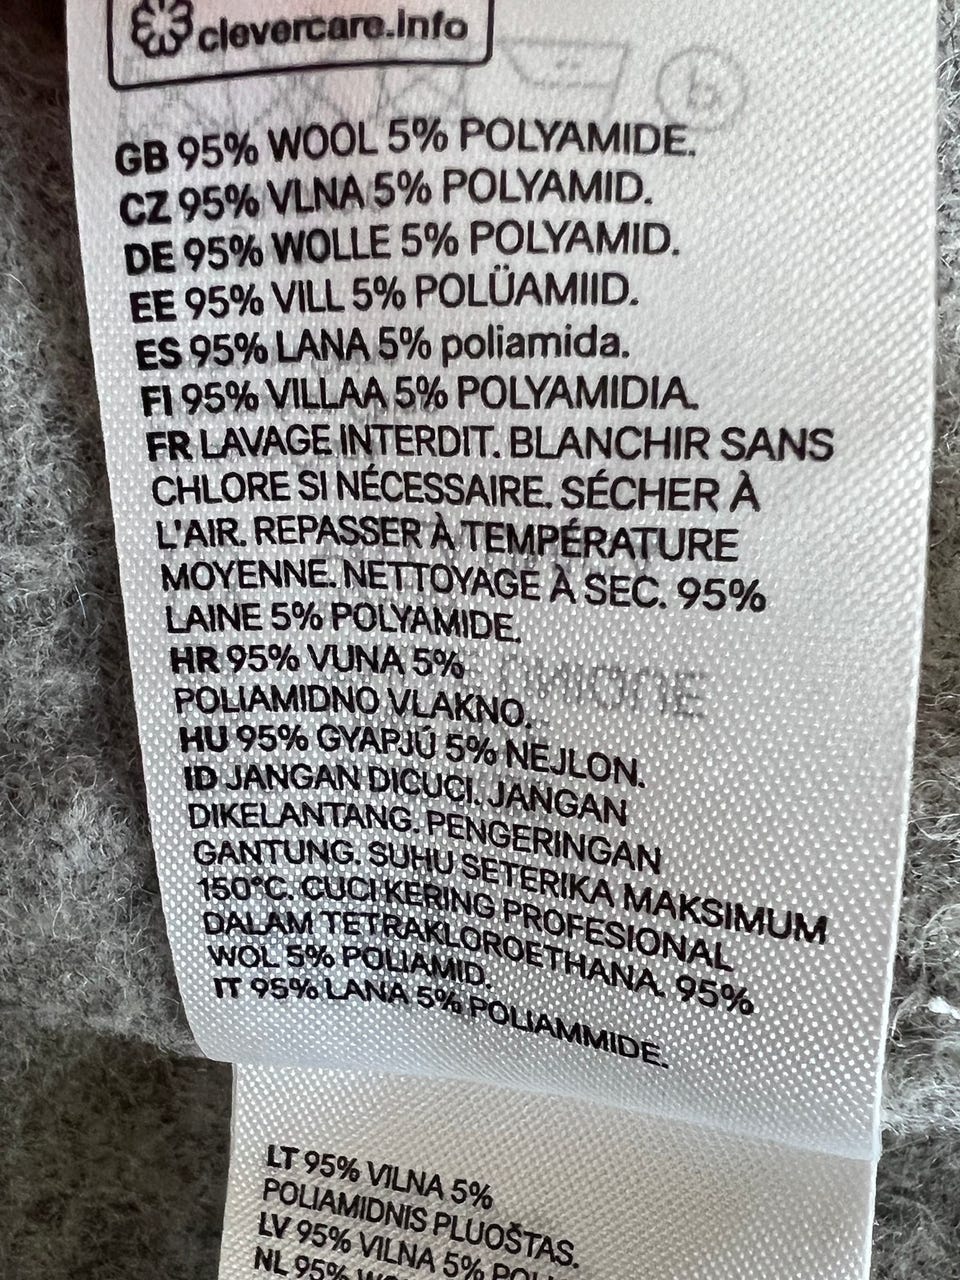 clevercare.info
GB 95% WOOL 5% POLYAMIDE.
CZ 95% VLNA 5% POLYAMID.
DE 95% WOLLE 5% POLYAMID.
EE 95% VILL 5% POLÜAMIID.
ES 95% LANA 5% poliamida.
FI 95% VILLAA 5% POLYAMIDIA.
FR LAVAGE INTERDIT. BLANCHIR SANS
CHLORE SI NÉCESSAIRE. SÉCHER À
L'AIR. REPASSER À TEMPÉRATURE
MOYENNE. NETTOYAGE À SEC. 95%
LAINE 5% POLYAMIDE.
HR 95% VUNA 5%
POLIAMIDNO VLAKNO.
HU 95% GYAPJÚ 5% NEJLON.
ID JANGAN DICUCI. JANGAN
DIKELANTANG. PENGERINGAN
GANTUNG. SUHU SETERIKA MAKSIMUM
150°C. CUCI KERING PROFESIONAL
DALAM TETRAKLOROETHANA. 95%
WOL 5% POLIAMID.
IT 95% LANA 5% POLIAMMIDE.
LT 95% VILNA 5%
POLIAMIDNIS PLUOŠTAS.
LV 95% VILNA 5%
NL 95%